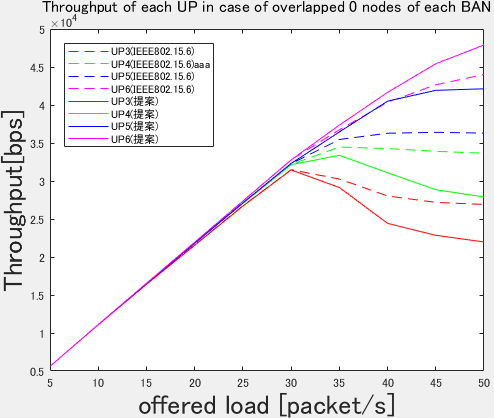 Throughput of each UP in case of overlapped 0 nodes of each BAN
×10⁴
5
4.5
4
3.5
3
2.5
2
1.5
1
0.5
Throughput[bps]
UP3(IEEE802.15.6)
UP4(IEEE802.15.6)aaa
UP5(IEEE802.15.6)
UP6(IEEE802.15.6)
UP3(提案)
UP4(提案)
UP5(提案)
UP6(提案)
5 10 15 20 25 30 35 40 45 50
offered load [packet/s]